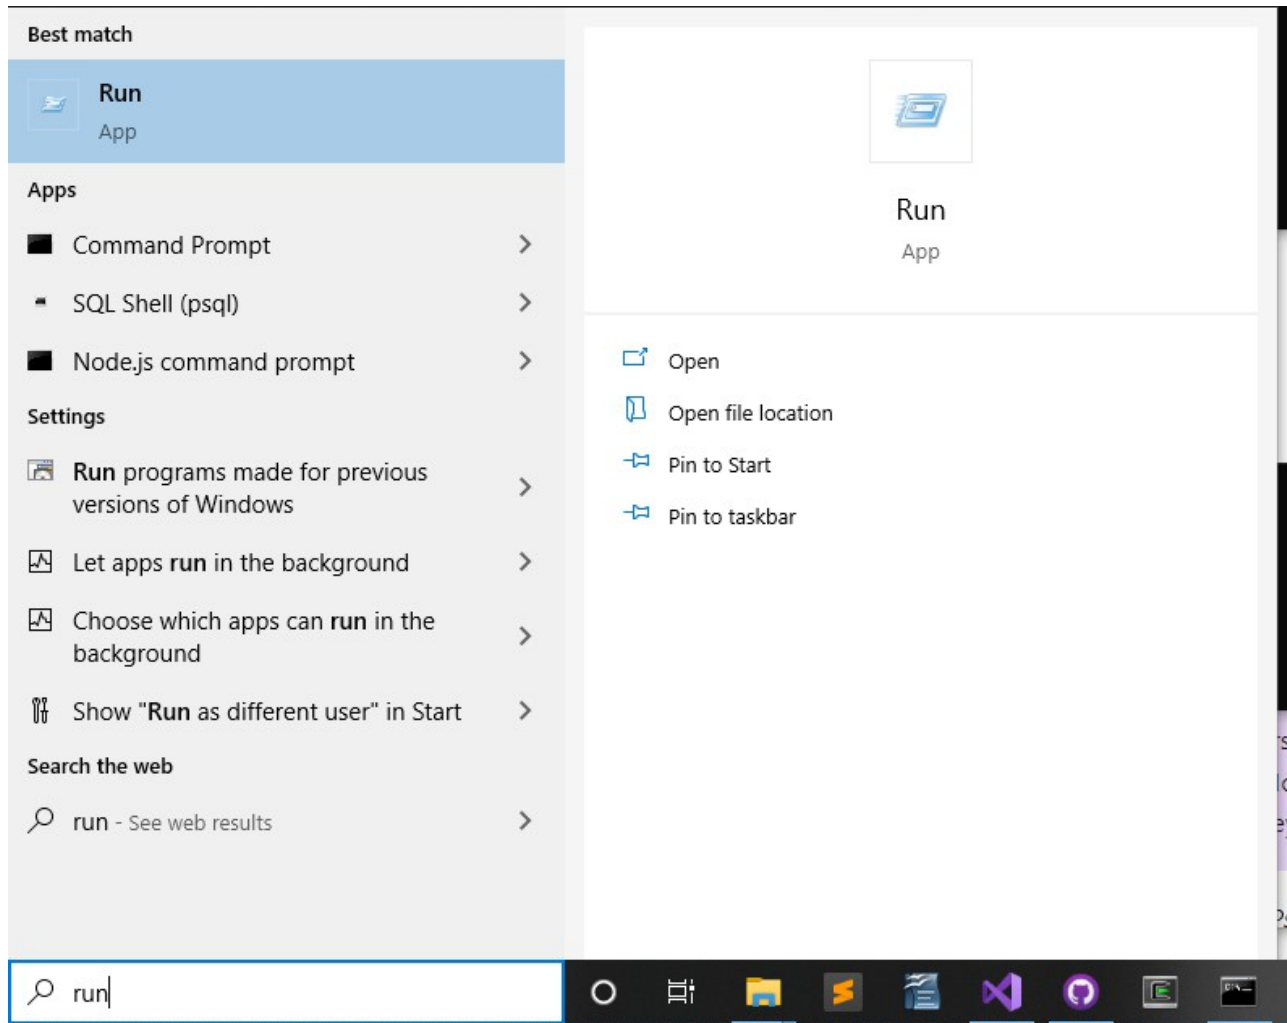 Best match
Run
App
Apps
Command Prompt
SQL Shell (psql)
Node.js command prompt
Settings
Run programs made for previous
versions of Windows
Let apps run in the background
Choose which apps can run in the
background
Show "Run as different user" in Start
Search the web
run - See web results
run
Run
App
Open
Open file location
Pin to Start
Pin to taskbar